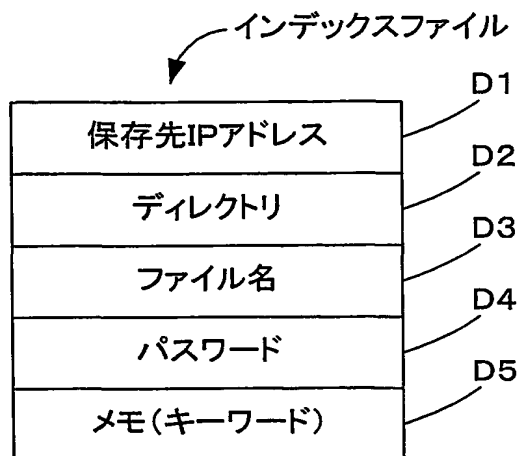 インデックスファイル
D1
保存先IPアドレス
D2
ディレクトリ
D3
ファイル名
D4
パスワード
D5
メモ(キーワード)